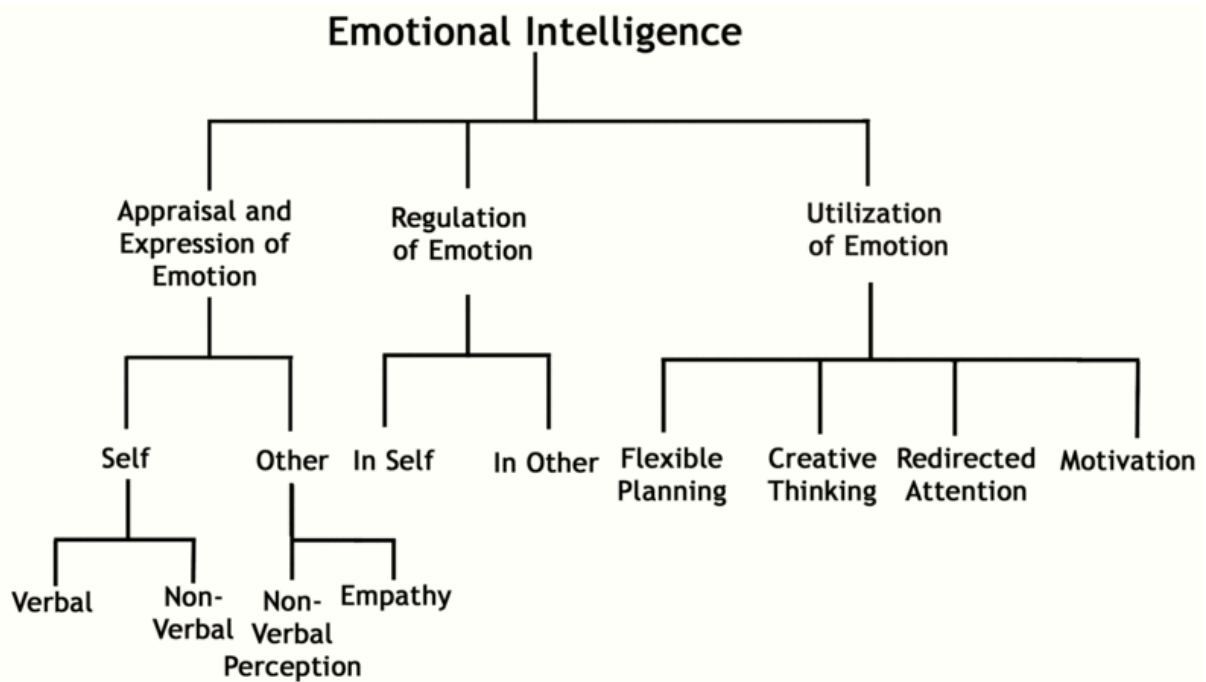 Emotional Intelligence
Appraisal and
Expression of
Emotion
Regulation
of Emotion
Utilization
of Emotion
Self
Other
In Self
In Other
Flexible
Planning
Creative
Thinking
Redirected
Attention
Motivation
Verbal
Non-
Verbal
Non-
Verbal
Perception
Empathy